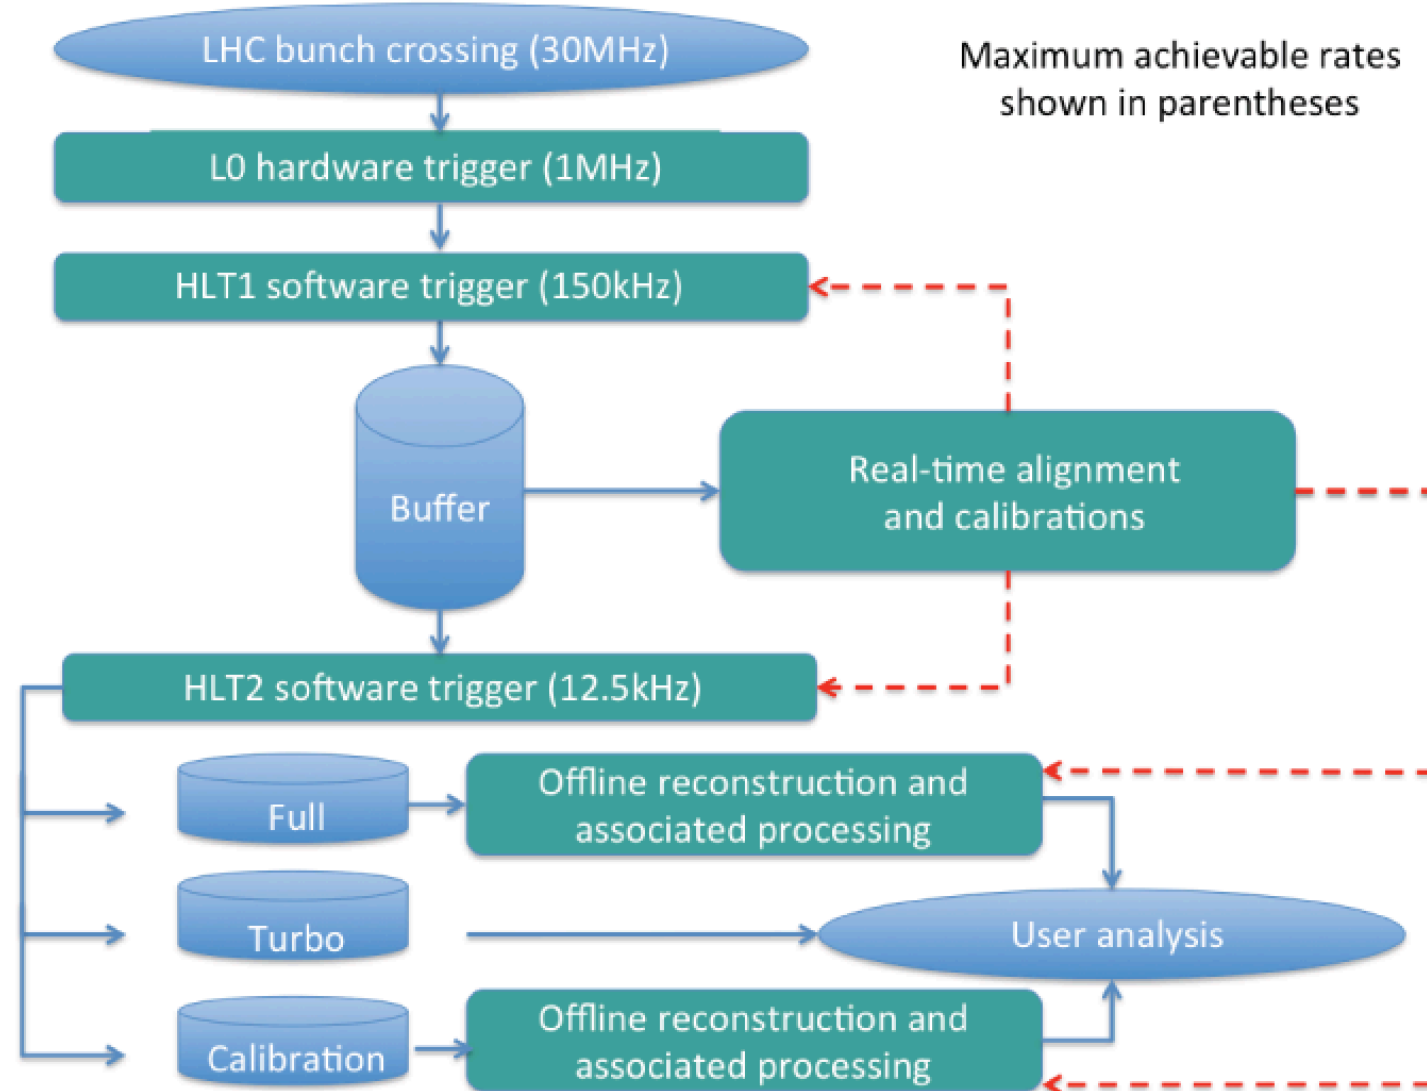 LHC bunch crossing (30MHz)
Maximum achievable rates
shown in parentheses
L0 hardware trigger (1MHz)
HLT1 software trigger (150kHz)
Buffer
Real-time alignment
and calibrations
HLT2 software trigger (12.5kHz)
Full
Offline reconstruction and
associated processing
Turbo
User analysis
Calibration
Offline reconstruction and
associated processing